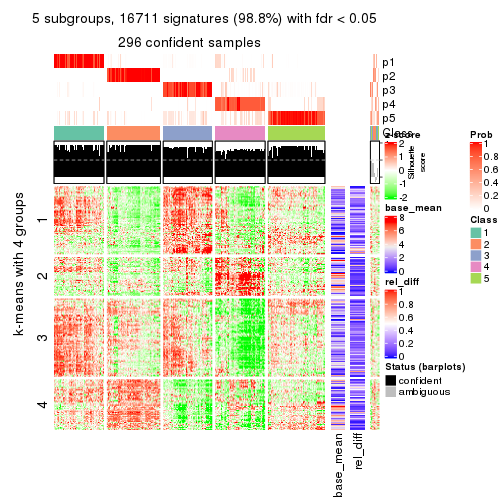 5 subgroups, 16711 signatures (98.8%) with fdr < 0.05
296 confident samples
p1
p2
p3
p4
p5
Class
Silhouette
score
k-means with 4 groups
1
2
3
4
base_mean
rel_diff
z-score
2
1
0
-1
-2
base_mean
8
6
4
2
0
rel_diff
1
0.8
0.6
0.4
0.2
0
Status (barplots)
confident
ambiguous
Prob
1
0.8
0.6
0.4
0.2
0
Class
1
2
3
4
5